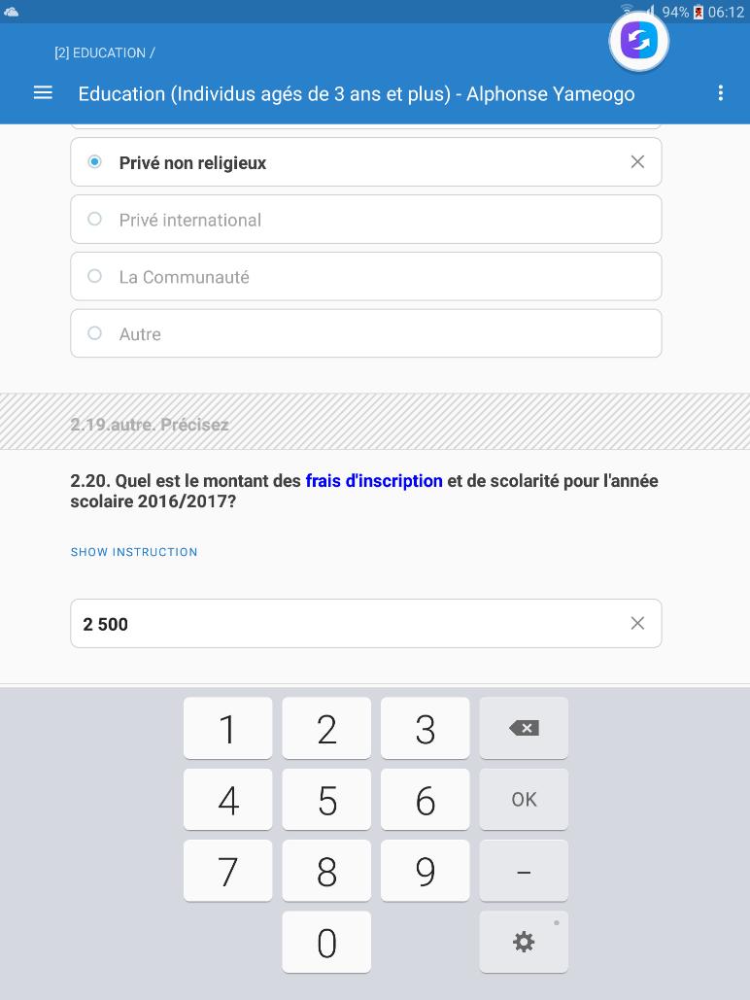 94% 06:12
[2] EDUCATION /
Education (Individus agés de 3 ans et plus) - Alphonse Yameogo
Privé non religieux
Privé international
La Communauté
Autre
2.19.autre. Précisez
2.20. Quel est le montant des frais d'inscription et de scolarité pour l'année
scolaire 2016/2017?
SHOW INSTRUCTION
2 500
1 2 3
4 5 6 OK
7 8 9 –
0